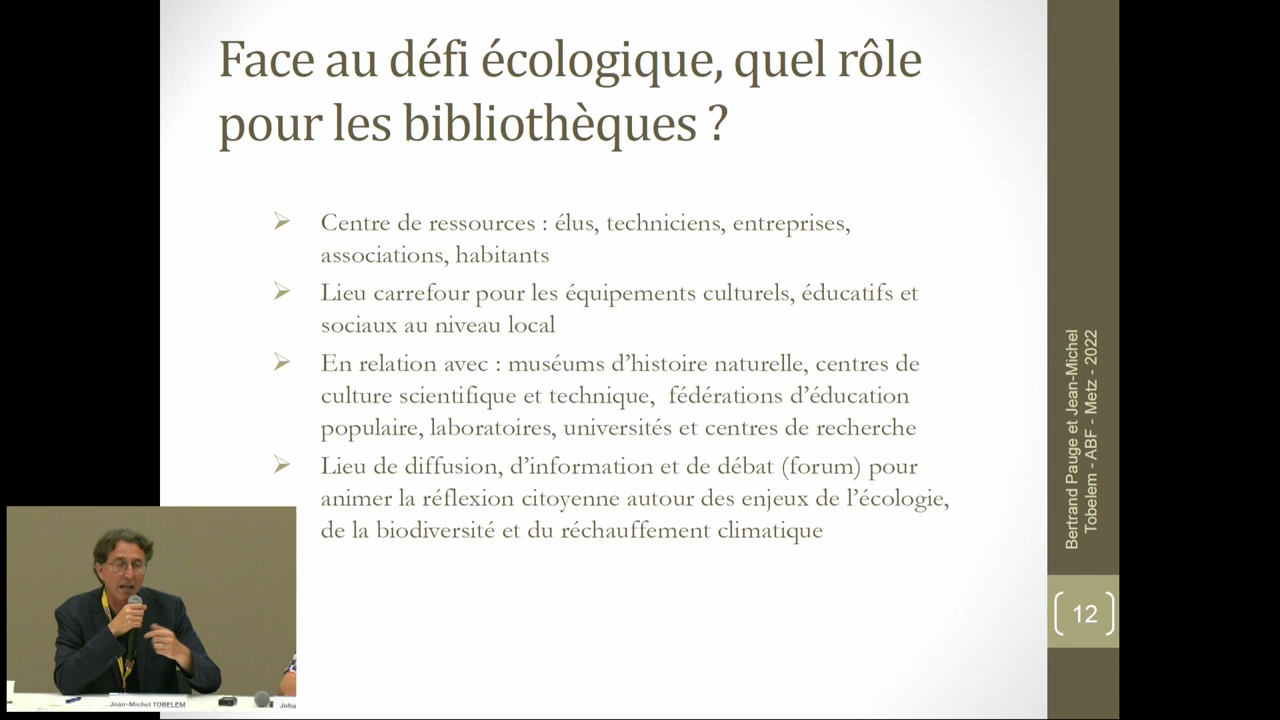 Face au défi écologique, quel rôle
pour les bibliothèques ?
Centre de ressources : élus, techniciens, entreprises,
associations, habitants
Lieu carrefour pour les équipements culturels, éducatifs et
sociaux au niveau local
En relation avec : muséums d’histoire naturelle, centres de
culture scientifique et technique, fédérations d’éducation
populaire, laboratoires, universités et centres de recherche
Lieu de diffusion, d’information et de débat (forum) pour
animer la réflexion citoyenne autour des enjeux de l’écologie,
de la biodiversité et du réchauffement climatique
Bertrand Pauge et Jean-Michel
Tobelem - ABF - Metz - 2022
12
Jean-Michel TOBELEM
Joha